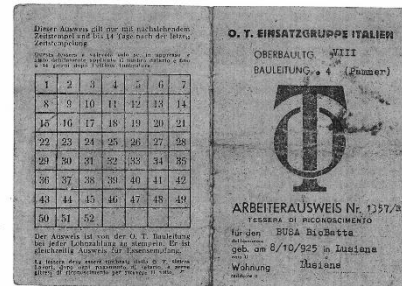 Dieser Ausweis gilt nur mit nachstehendem
Zeitstempel und bis 14 Tage nach der letzt.
Zeitstempelung
1 2 3 4 5 6 7
8 9 10 11 12 13 14
15 16 17 18 19 20 21
22 23 24 25 26 27 28
29 30 31 32 33 34 35
36 37 38 39 40 41 42
43 44 45 46 47 48 49
50 51 52
Der Ausweis ist von der O. T. Bauleitung
bei jeder Lohnzahlung zu stempeln. Er ist
gleichzeitig Ausweis für Essensempfang.
O. T. EINSATZGRUPPE ITALIEN
OBERBAULTG. VIII
BAULEITUNG. 4 (Pammer)
OT
ARBEITERAUSWEIS Nr. 1357/a
TESSERA DI RICONOSCIMENTO
für den BUSA BioBatta
geb. am 8/10/925 in Lusiana
Wohnung Lusiana